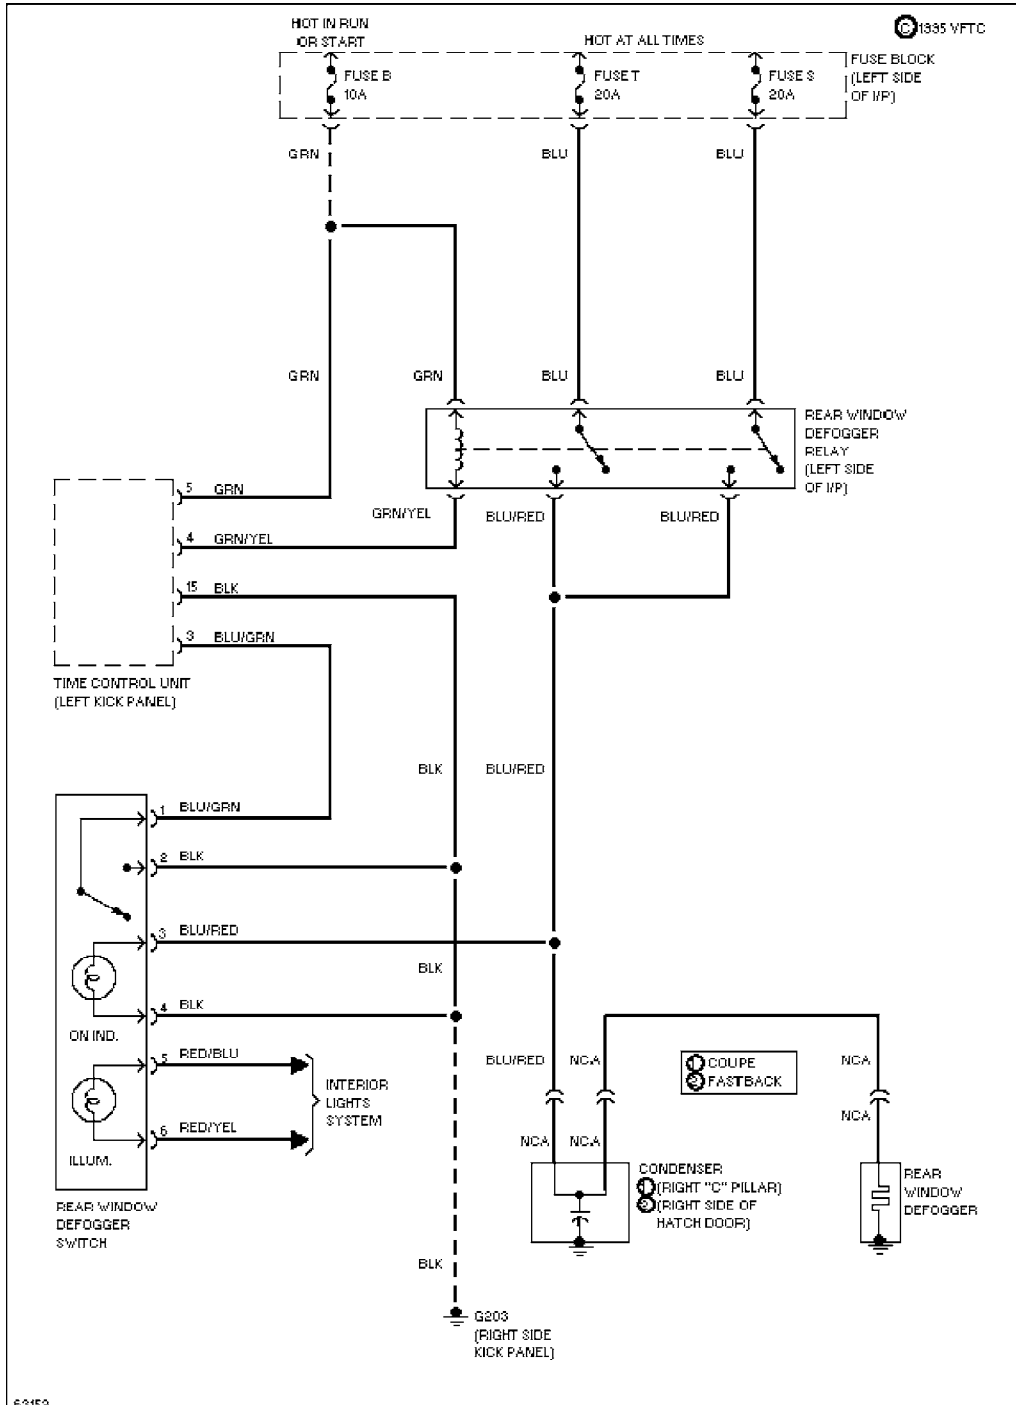 HOT IN RUN
OR START
HOT AT ALL TIMES
© 1995 VFTC
FUSE B
10A
FUSE T
20A
FUSE S
20A
FUSE BLOCK
(LEFT SIDE
OF I/P)
GRN
BLU
BLU
GRN
GRN
BLU
BLU
REAR WINDOW
DEFOGGER
RELAY
(LEFT SIDE
OF I/P)
5 GRN
GRN/YEL
BLU/RED
BLU/RED
4 GRN/YEL
15 BLK
3 BLU/GRN
TIME CONTROL UNIT
(LEFT KICK PANEL)
BLK
BLU/RED
1 BLU/GRN
2 BLK
3 BLU/RED
BLK
4 BLK
ON IND.
5 RED/BLU
INTERIOR
LIGHTS
SYSTEM
6 RED/YEL
ILLUM.
REAR WINDOW
DEFOGGER
SWITCH
BLU/RED
NCA
1 COUPE
2 FASTBACK
NCA
NCA
NCA
NCA
CONDENSER
1 (RIGHT "C" PILLAR)
2 (RIGHT SIDE OF
HATCH DOOR)
REAR
WINDOW
DEFOGGER
BLK
G203
(RIGHT SIDE
KICK PANEL)